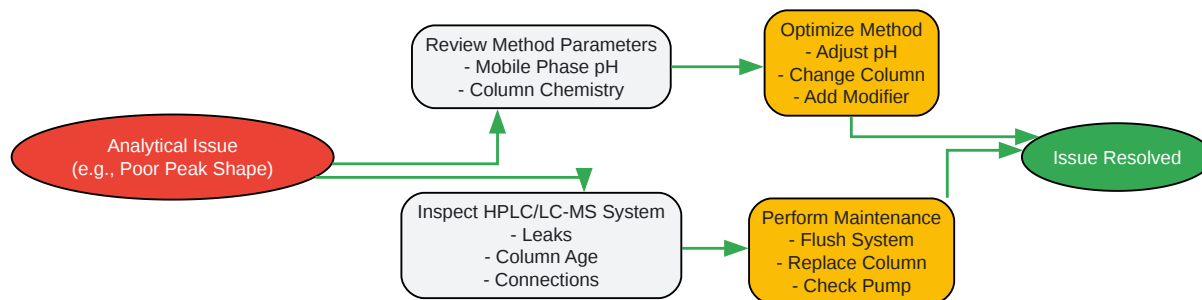 Analytical Issue
(e.g., Poor Peak Shape)
Review Method Parameters
- Mobile Phase pH
- Column Chemistry
Optimize Method
- Adjust pH
- Change Column
- Add Modifier
Inspect HPLC/LC-MS System
- Leaks
- Column Age
- Connections
Perform Maintenance
- Flush System
- Replace Column
- Check Pump
Issue Resolved